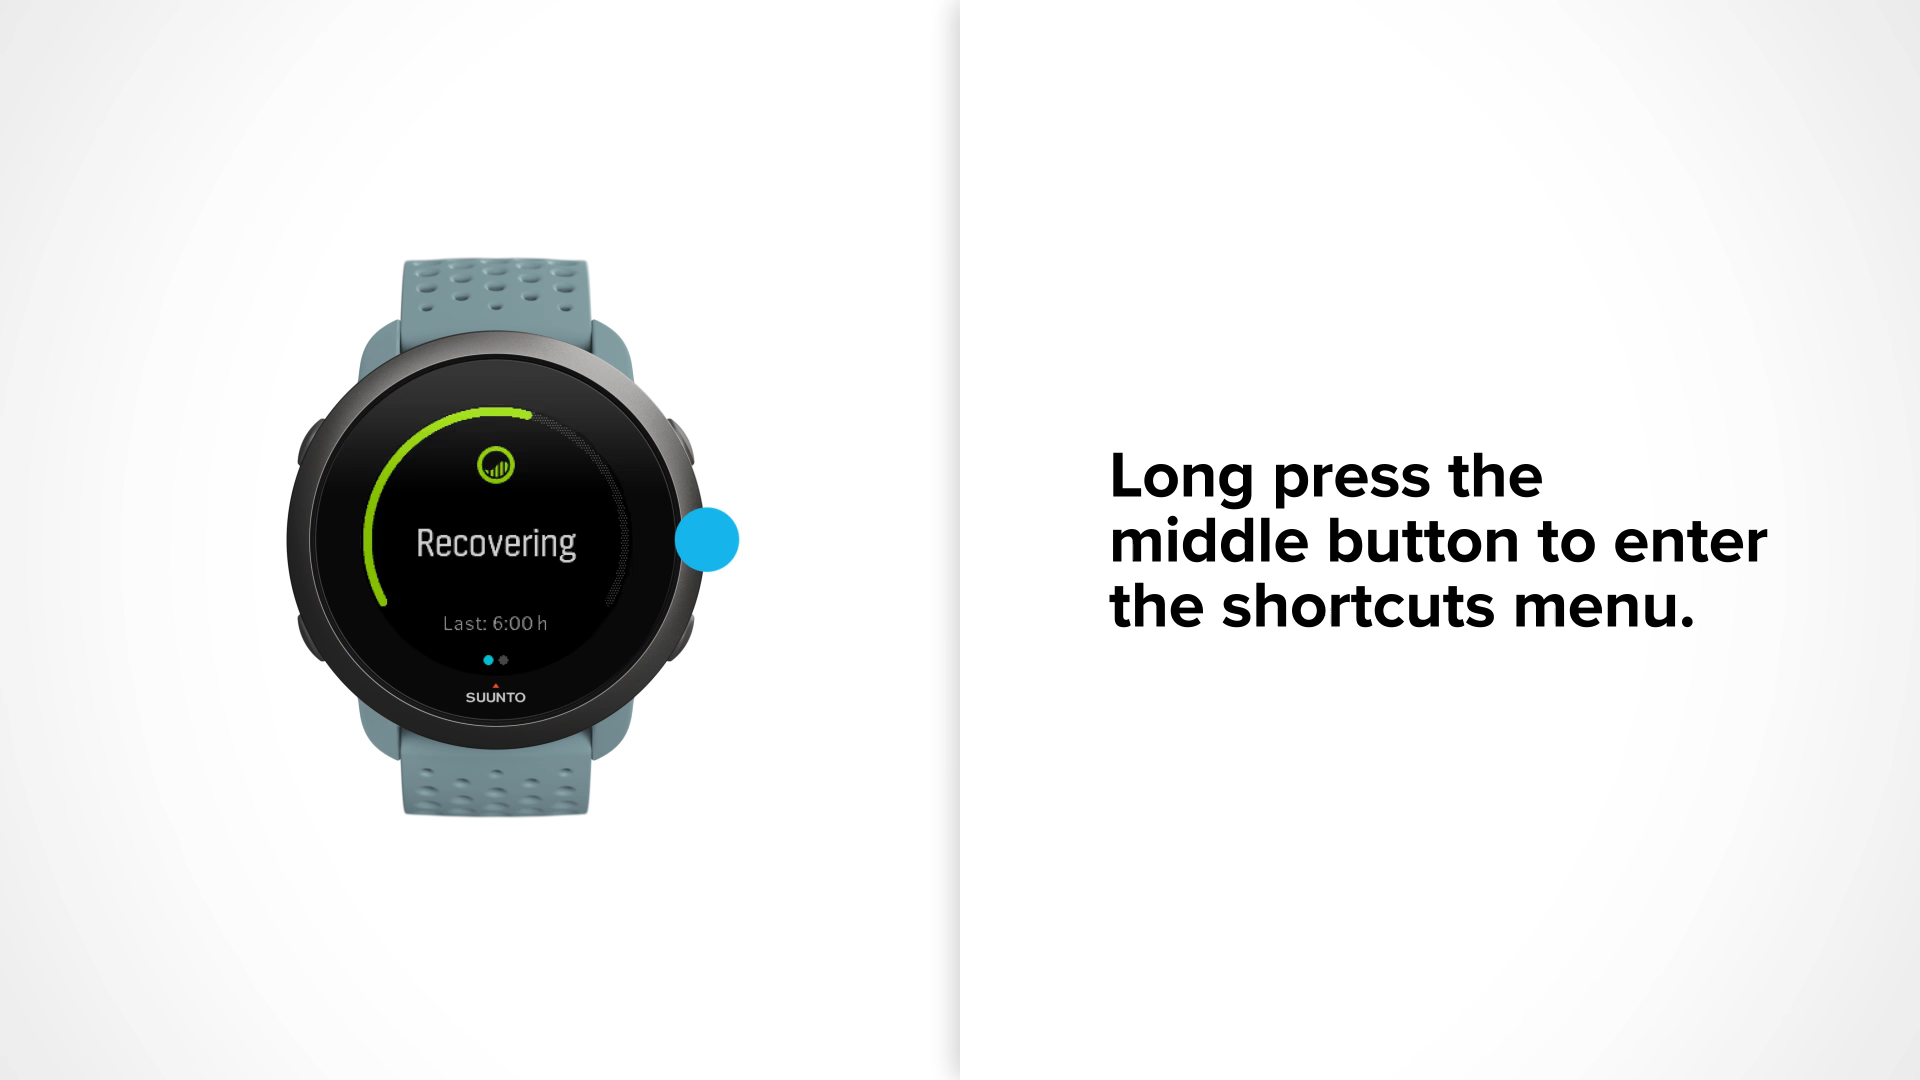 Recovering
Last: 6:00 h
SUUNTO
Long press the
middle button to enter
the shortcuts menu.